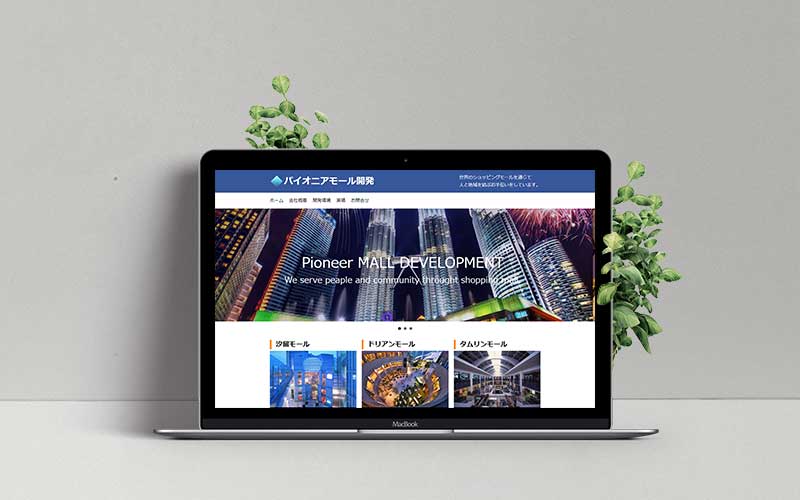 パイオニアモール開発
世界のショッピングモールを通じて
人と地域を結ぶお手伝いをしています。
ホーム 会社概要 開発環境 実績 お問合せ
Pioneer MALL DEVELOPMENT
We serve peaple and community throught shopping mall
汐留モール
ドリアンモール
タムリンモール
MacBook